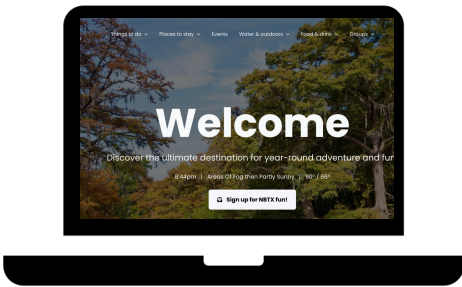 Things to do Places to stay Events Water & outdoors Food & drink Groups
Welcome
Discover the ultimate destination for year-round adventure and fun
8:44pm | Areas Of Fog then Partly Sunny | 90° / 66°
Sign up for NBTX fun!